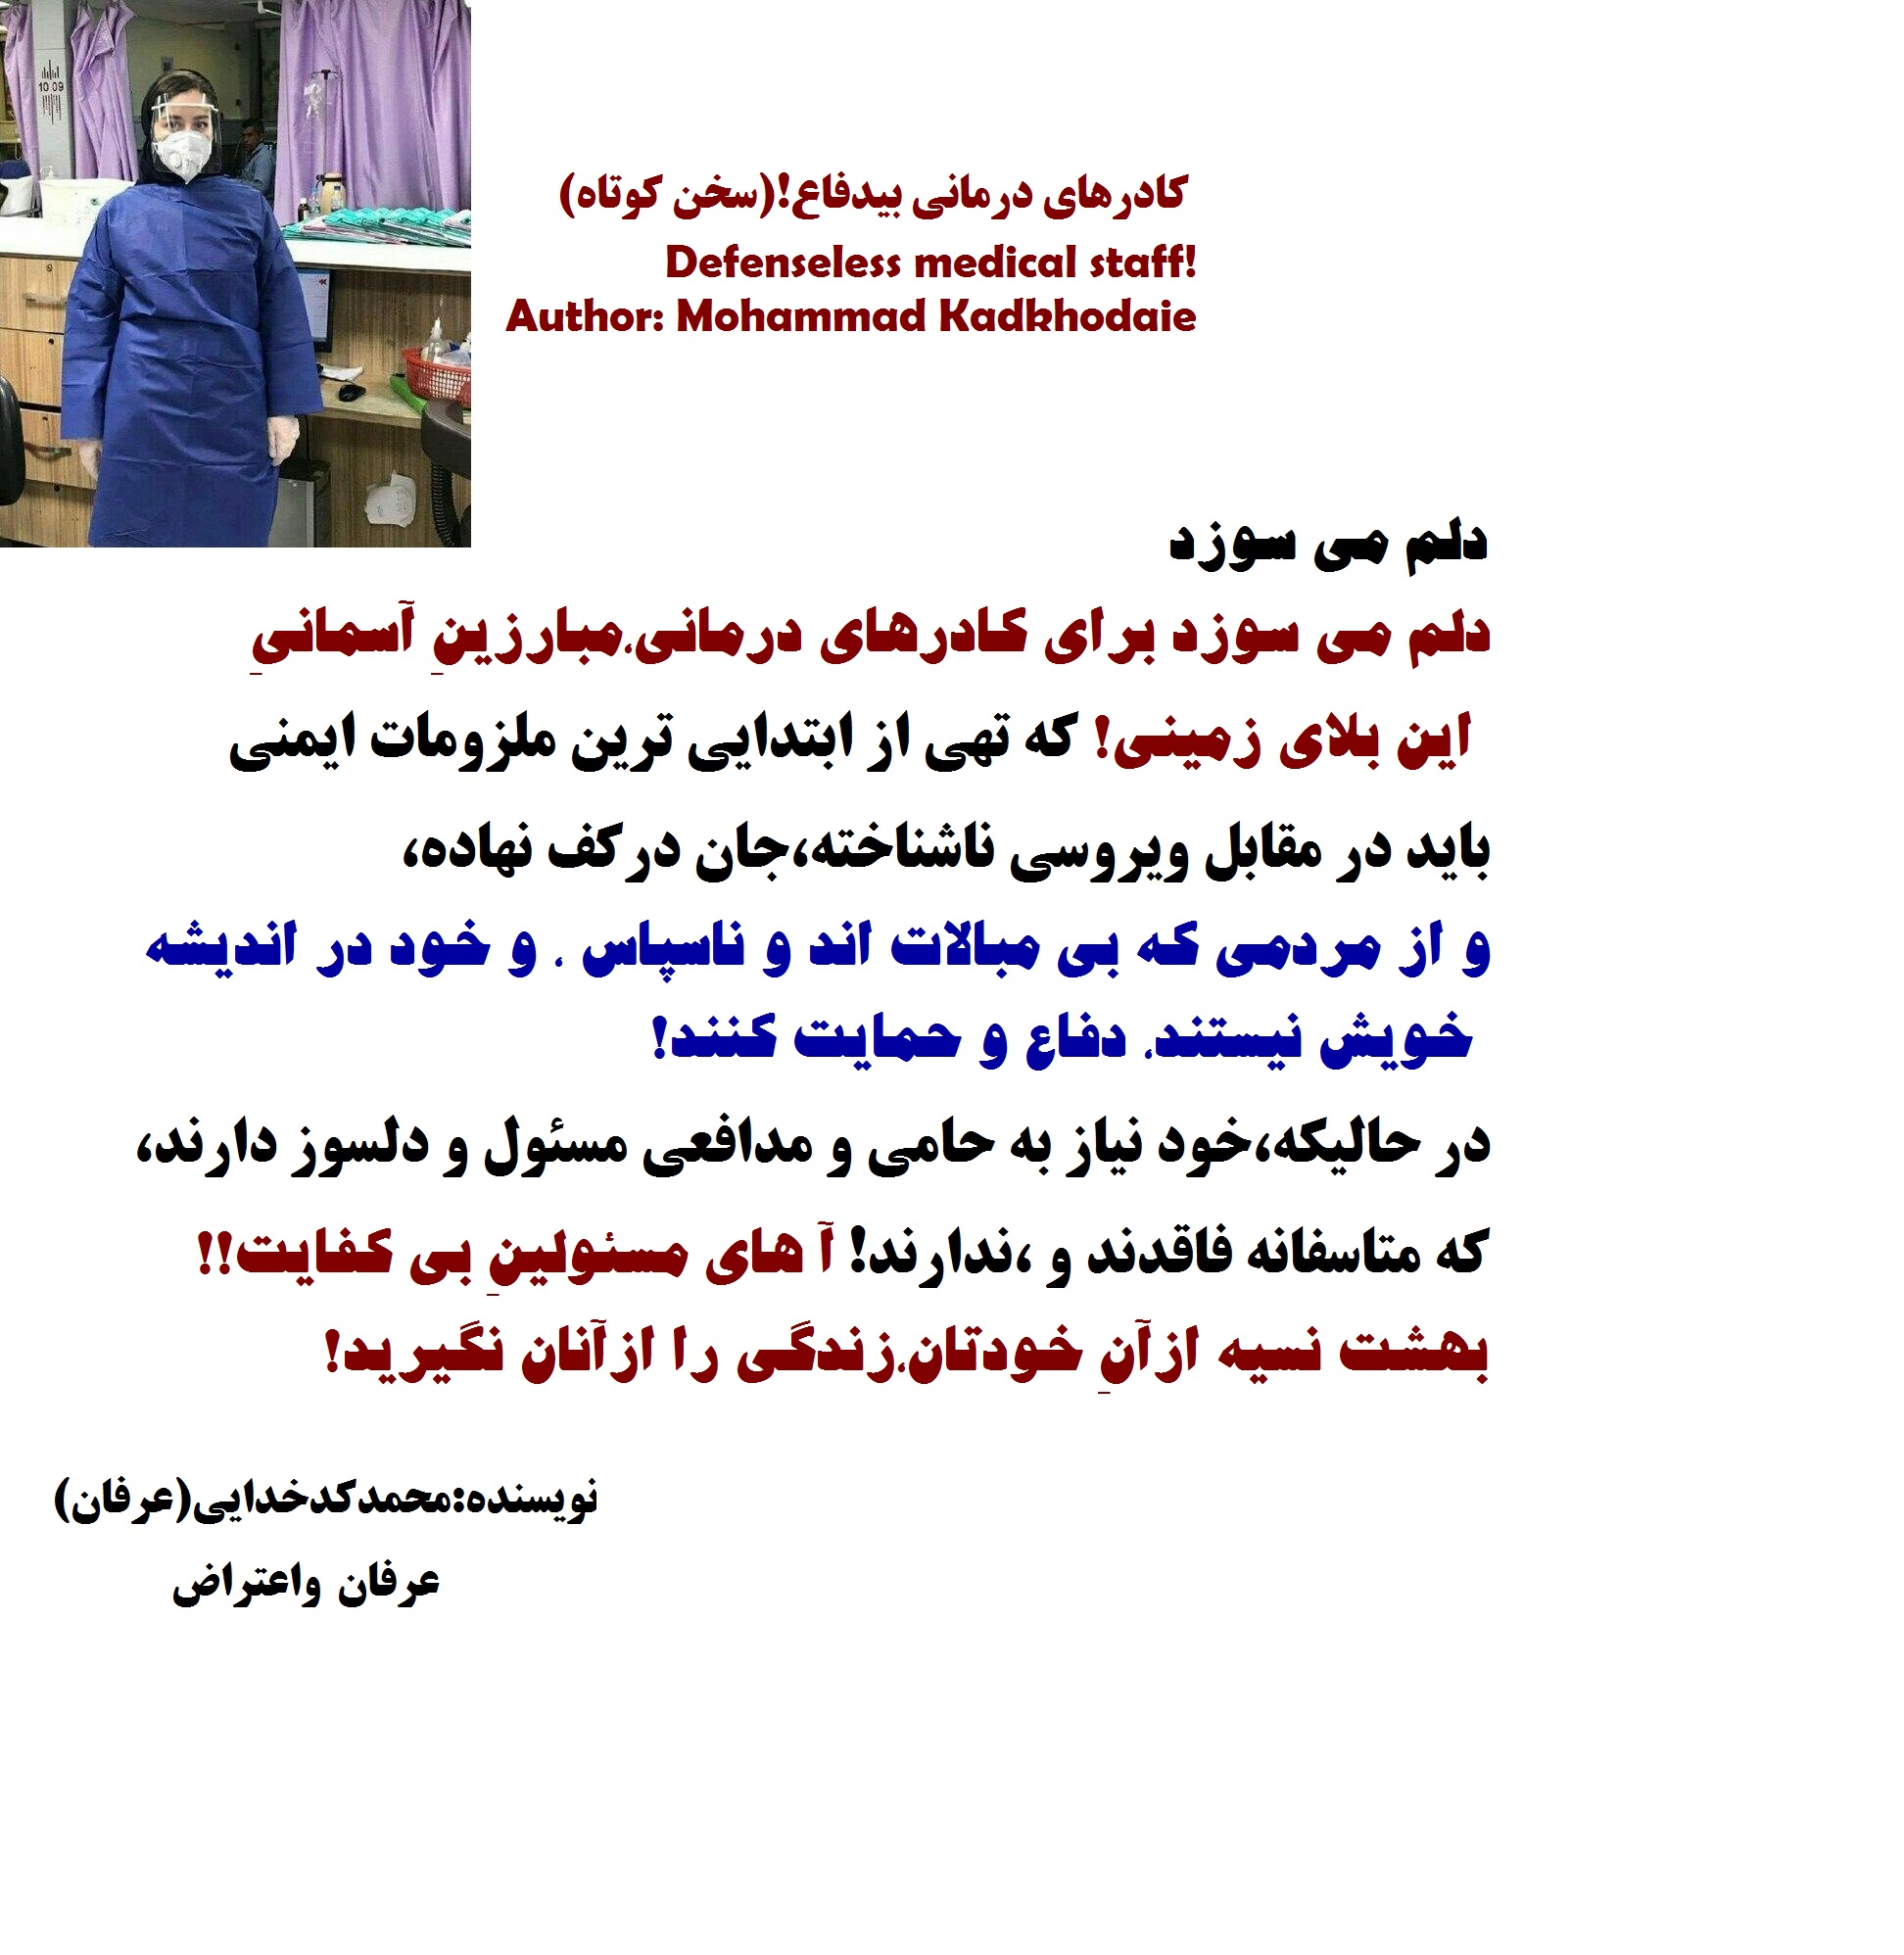 10 09
کادرهای درمانی بیدفاع!(سخن کوتاه)
Defenseless medical staff!
Author: Mohammad Kadkhodaie
دلم می سوزد
دلم می سوزد برای کادرهای درمانی،مبارزینِ آسمانیِ
این بلای زمینی! که تهی از ابتدایی ترین ملزومات ایمنی
باید در مقابل ویروسی ناشناخته،جان درکف نهاده،
و از مردمی که بی مبالات اند و ناسپاس ، و خود در اندیشه
خویش نیستند، دفاع و حمایت کنند!
در حالیکه،خود نیاز به حامی و مدافعی مسئول و دلسوز دارند،
که متاسفانه فاقدند و ،ندارند! آ های مسئولینِ بی کفایت!!
بهشت نسیه ازآنِ خودتان،زندگی را ازآنان نگیرید!
نویسنده:محمدکدخدایی(عرفان)
عرفان واعتراض